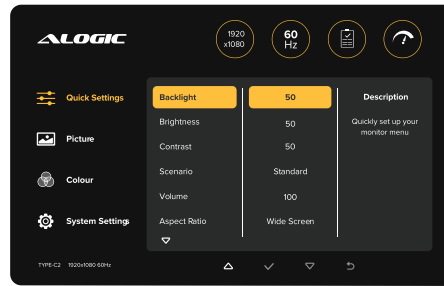 ALOGIC
1920
x1080
60
Hz
Quick Settings
Picture
Colour
System Settings
Backlight 50
Brightness 50
Contrast 50
Scenario Standard
Volume 100
Aspect Ratio Wide Screen
Description
Quickly set up your
monitor menu
TYPE-C2 1920x1080 60Hz